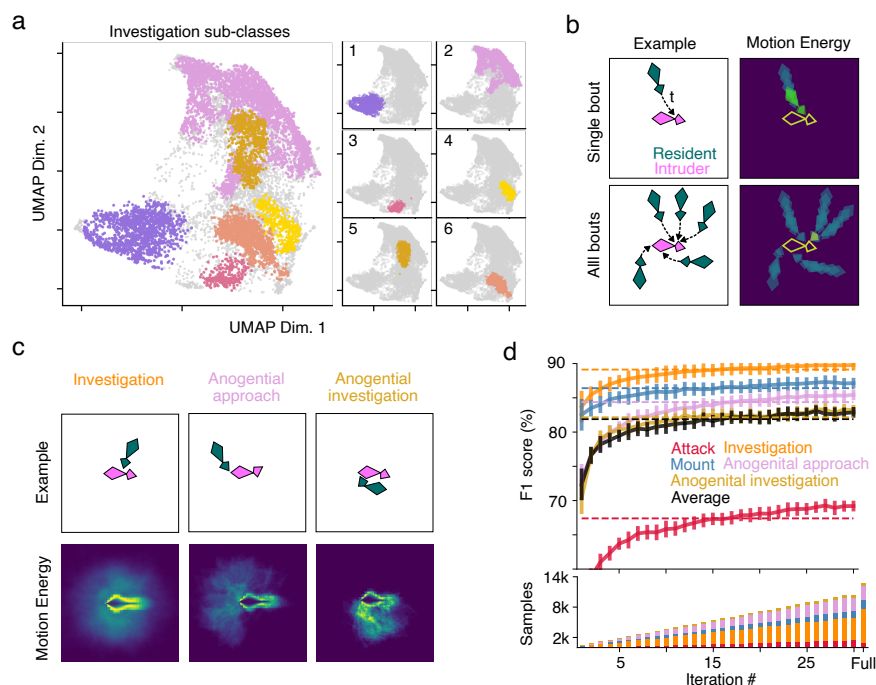 a
Investigation sub-classes
UMAP Dim. 2
UMAP Dim. 1
1
2
3
4
5
6
b
Example
Motion Energy
Single bout
t
Resident
Intruder
Alll bouts
c
Investigation
Anogential
approach
Anogential
investigation
Example
Motion Energy
d
F1 score (%)
90
80
70
Attack Investigation
Mount Anogenital approach
Anogenital investigation
Average
Samples
14k
8k
2k
5
15
25
Full
Iteration #